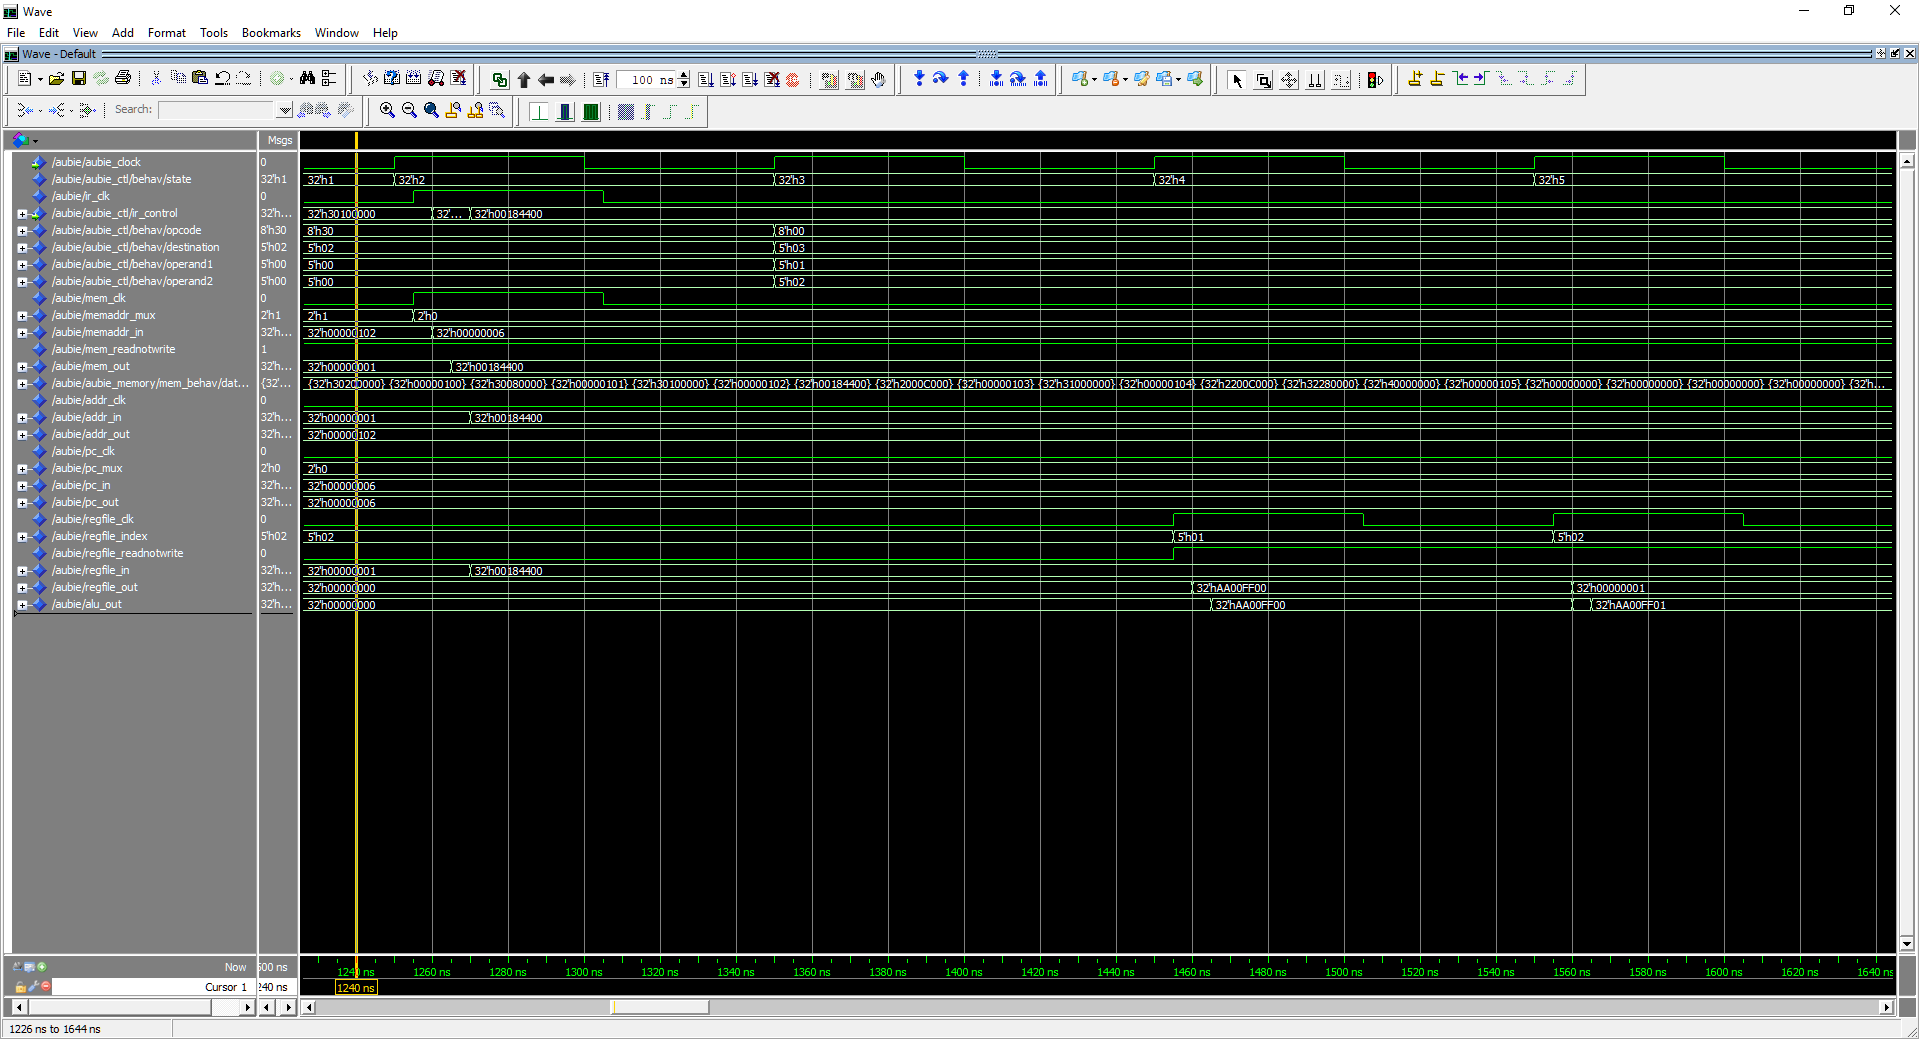 Wave
File Edit View Add Format Tools Bookmarks Window Help
Wave - Default
100 ns
Search:
Msgs
/aubie/aubie_clock 0
/aubie/aubie_ctl/behav/state 32'h1 32'h1 32'h2 32'h3 32'h4 32'h5
/aubie/ir_clk 0
/aubie/aubie_ctl/ir_control 32'h... 32'h30100000 32'... 32'h00184400
/aubie/aubie_ctl/behav/opcode 8'h30 8'h30 8'h00
/aubie/aubie_ctl/behav/destination 5'h02 5'h02 5'h03
/aubie/aubie_ctl/behav/operand1 5'h00 5'h00 5'h01
/aubie/aubie_ctl/behav/operand2 5'h00 5'h00 5'h02
/aubie/mem_clk 0
/aubie/memaddr_mux 2'h1 2'h1 2'h0
/aubie/memaddr_in 32'h... 32'h00000102 32'h00000006
/aubie/mem_readnotwrite 1
/aubie/mem_out 32'h... 32'h00000001 32'h00184400
/aubie/aubie_memory/mem_behav/dat... {32'... {32'h30200000} {32'h00000100} {32'h30080000} {32'h00000101} {32'h30100000} {32'h00000102} {32'h00184400} {32'h2000C000} {32'h00000103} {32'h31000000} {32'h00000104} {32'h2200C000} {32'h32280000} {32'h40000000} {32'h00000105} {32'h00000000} {32'h00000000} {32'h00000000} {32'h00000000} {32'h...
/aubie/addr_clk 0
/aubie/addr_in 32'h... 32'h00000001 32'h00184400
/aubie/addr_out 32'h... 32'h00000102
/aubie/pc_clk 0
/aubie/pc_mux 2'h0 2'h0
/aubie/pc_in 32'h... 32'h00000006
/aubie/pc_out 32'h... 32'h00000006
/aubie/regfile_clk 0
/aubie/regfile_index 5'h02 5'h02 5'h01 5'h02
/aubie/regfile_readnotwrite 0
/aubie/regfile_in 32'h... 32'h00000001 32'h00184400
/aubie/regfile_out 32'h... 32'h00000000 32'hAA00FF00 32'h00000001
/aubie/alu_out 32'h... 32'h00000000 32'hAA00FF00 32'hAA00FF01
Now 500 ns 1240 ns 1260 ns 1280 ns 1300 ns 1320 ns 1340 ns 1360 ns 1380 ns 1400 ns 1420 ns 1440 ns 1460 ns 1480 ns 1500 ns 1520 ns 1540 ns 1560 ns 1580 ns 1600 ns 1620 ns 1640 ns
Cursor 1 240 ns 1240 ns
1226 ns to 1644 ns